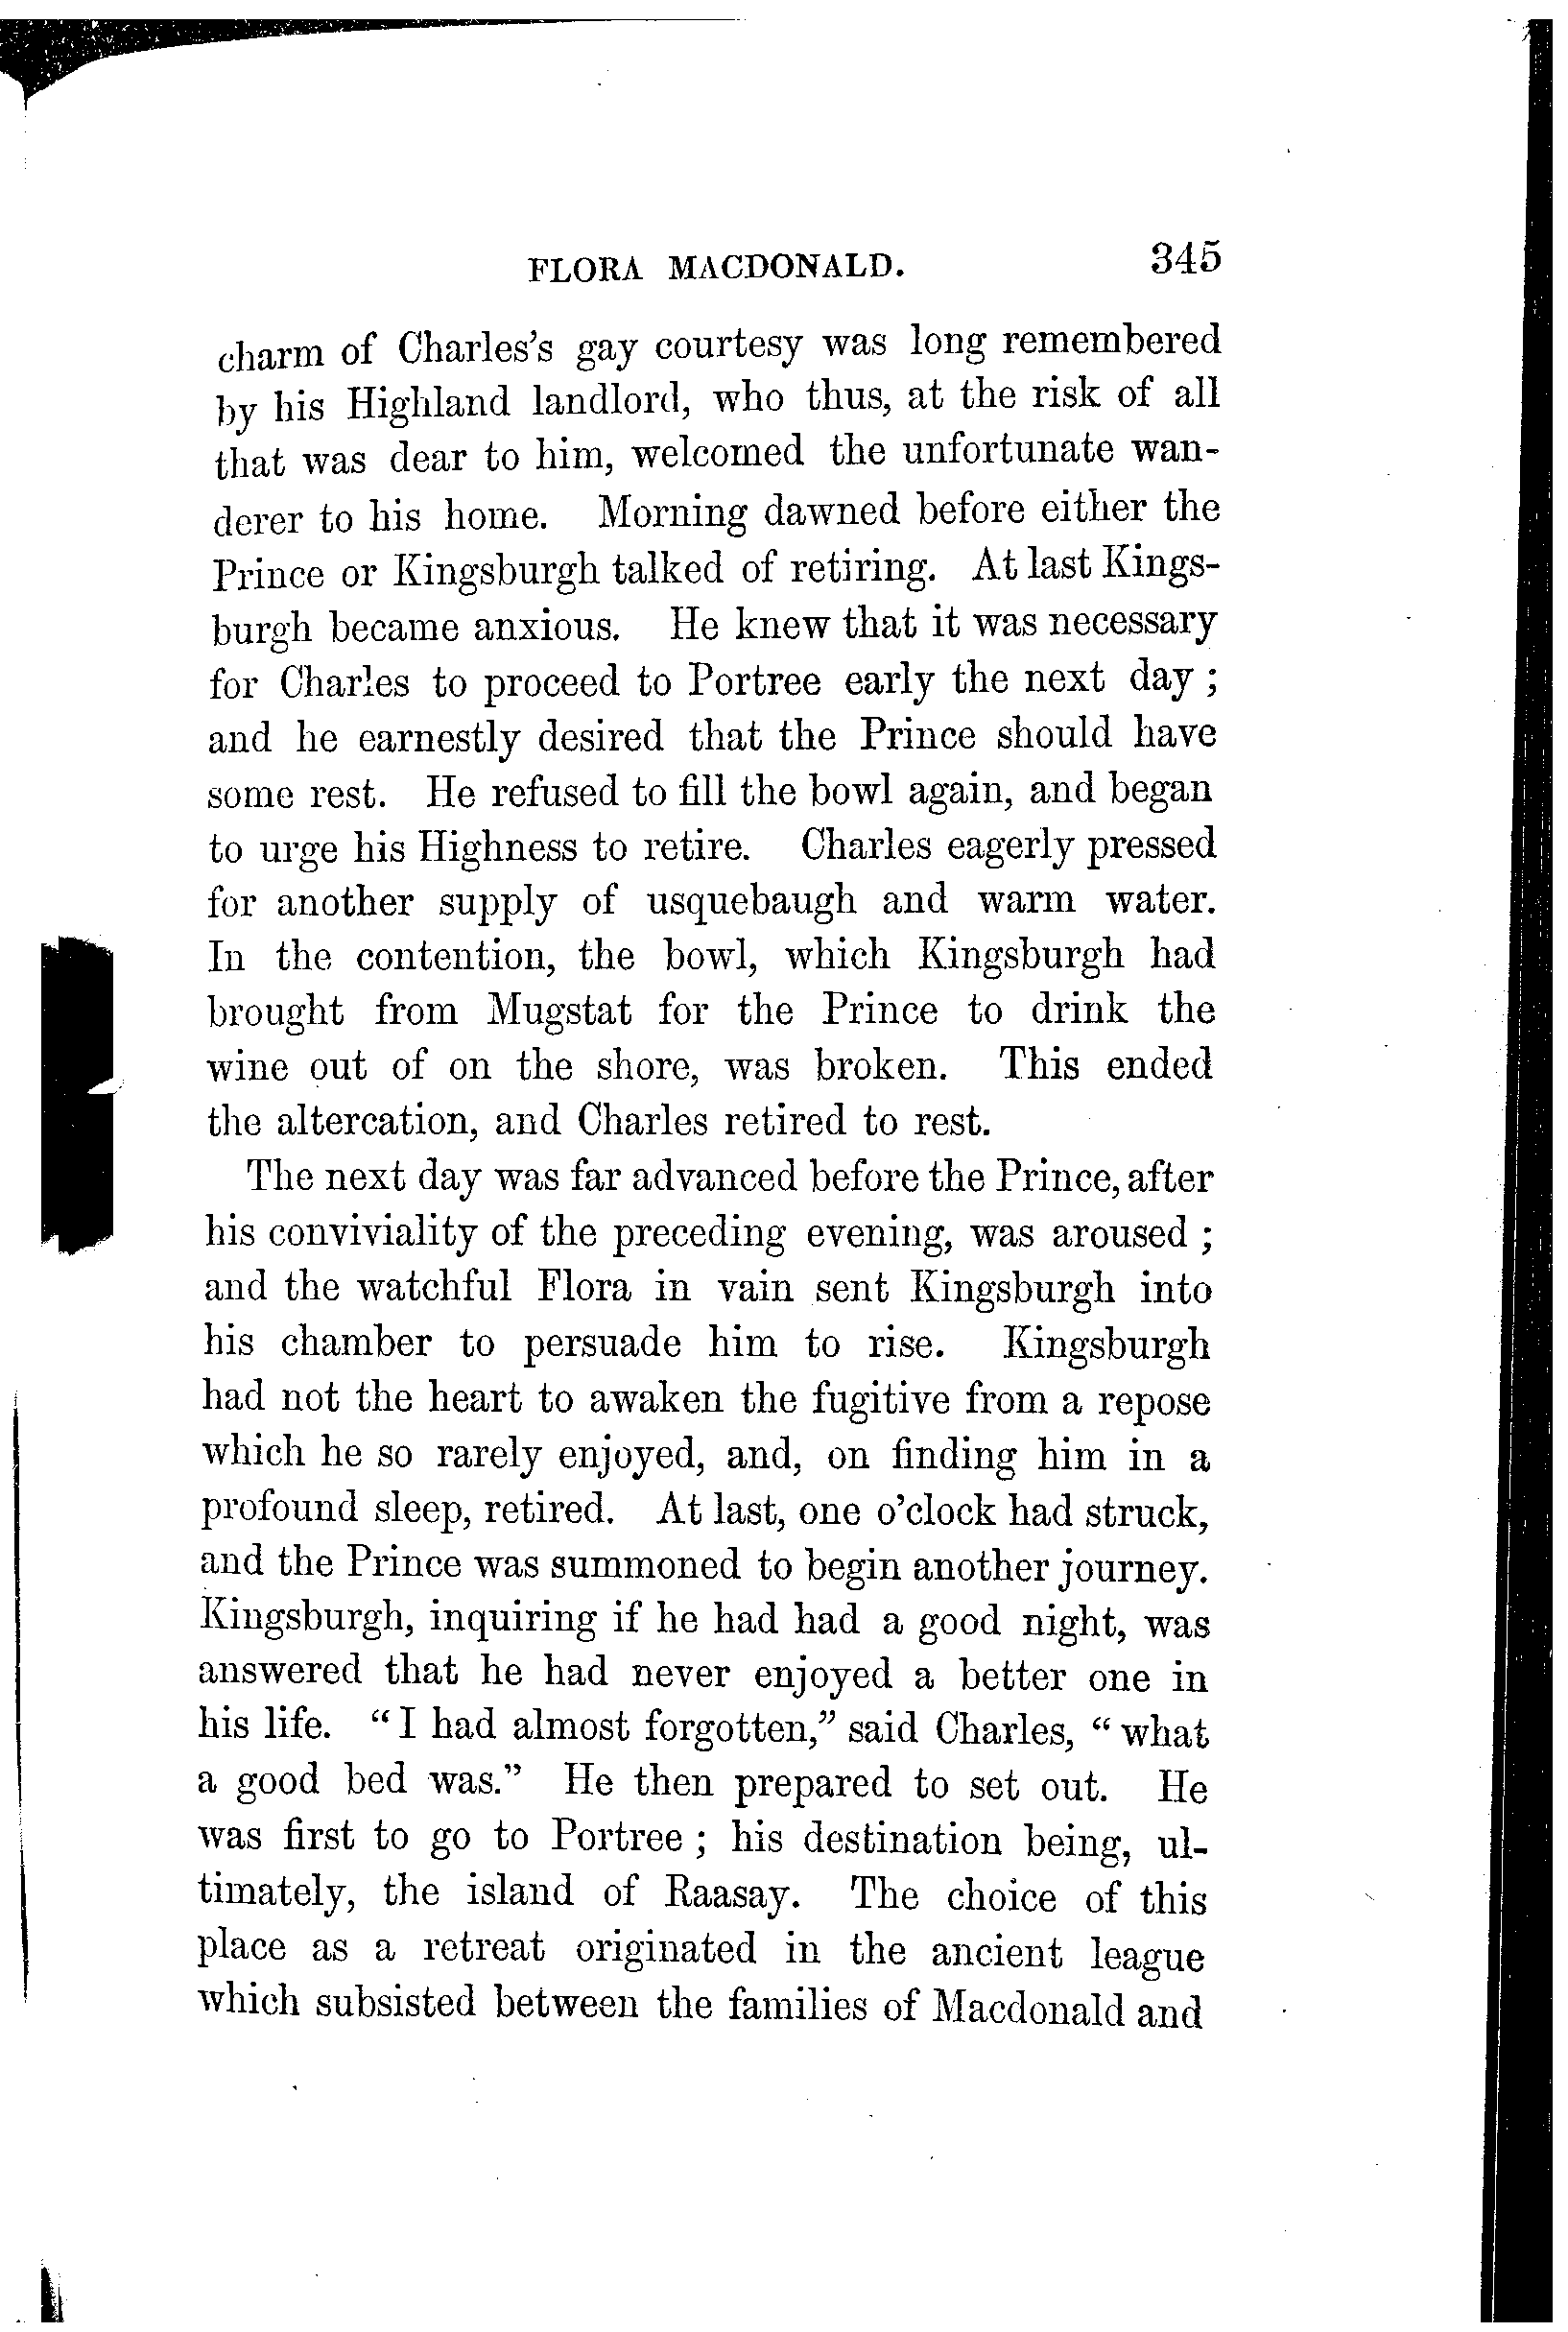 FLORA MACDONALD. 345
charm of Charles's gay courtesy was long remembered
by his Highland landlord, who thus, at the risk of all
that was dear to him, welcomed the unfortunate wan-
derer to his home. Morning dawned before either the
Prince or Kingsburgh talked of retiring. At last Kings-
burgh became anxious. He knew that it was necessary
for Charles to proceed to Portree early the next day ;
and he earnestly desired that the Prince should have
some rest. He refused to fill the bowl again, and began
to urge his Highness to retire. Charles eagerly pressed
for another supply of usquebaugh and warm water.
In the contention, the bowl, which Kingsburgh had
brought from Mugstat for the Prince to drink the
wine out of on the shore, was broken. This ended
the altercation, and Charles retired to rest.
The next day was far advanced before the Prince, after
his conviviality of the preceding evening, was aroused ;
and the watchful Flora in vain sent Kingsburgh into
his chamber to persuade him to rise. Kingsburgh
had not the heart to awaken the fugitive from a repose
which he so rarely enjoyed, and, on finding him in a
profound sleep, retired. At last, one o'clock had struck,
and the Prince was summoned to begin another journey.
Kingsburgh, inquiring if he had had a good night, was
answered that he had never enjoyed a better one in
his life. "I had almost forgotten," said Charles, "what
a good bed was." He then prepared to set out. He
was first to go to Portree ; his destination being, ul-
timately, the island of Raasay. The choice of this
place as a retreat originated in the ancient league
which subsisted between the families of Macdonald and